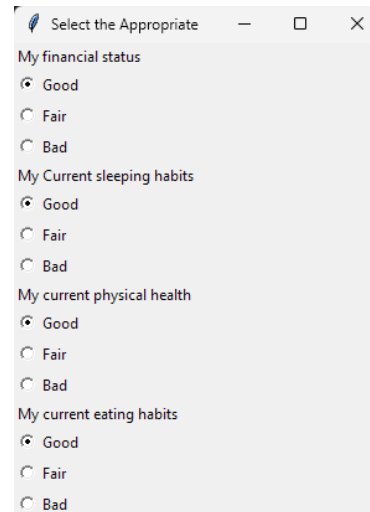 Select the Appropriate
My financial status
Good
Fair
Bad
My Current sleeping habits
Good
Fair
Bad
My current physical health
Good
Fair
Bad
My current eating habits
Good
Fair
Bad